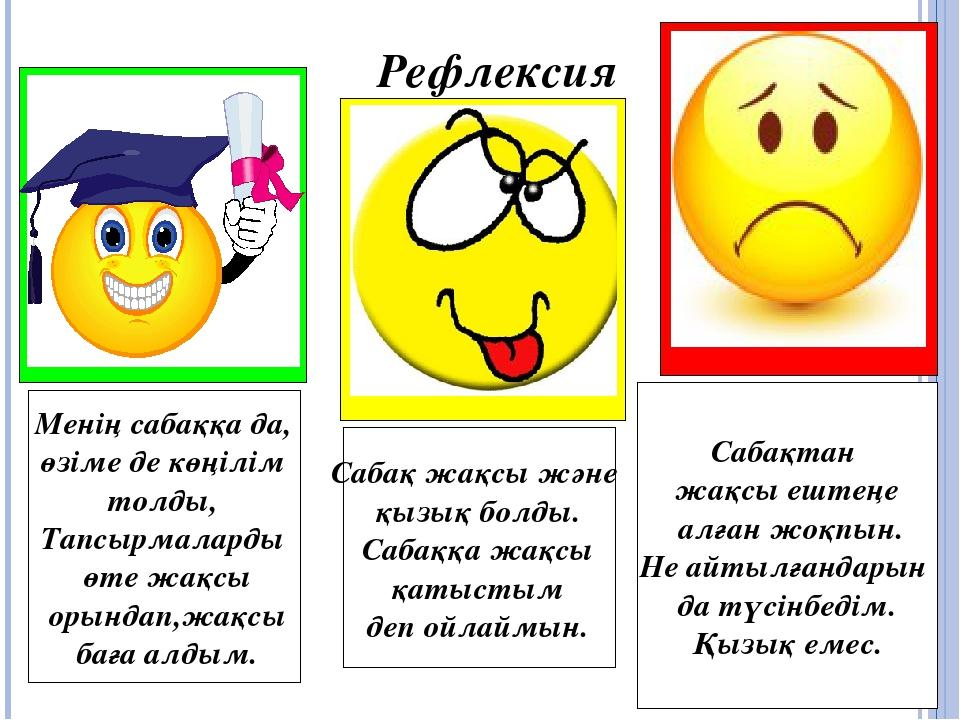 Рефлексия
Менің сабаққа да,
өзіме де көңілім
толды,
Тапсырмаларды
өте жақсы
орындап,жақсы
баға алдым.
Сабақ жақсы және
қызық болды.
Сабаққа жақсы
қатыстым
деп ойлаймын.
Сабақтан
жақсы ештеңе
алған жоқпын.
Не айтылғандарын
да түсінбедім.
Қызық емес.